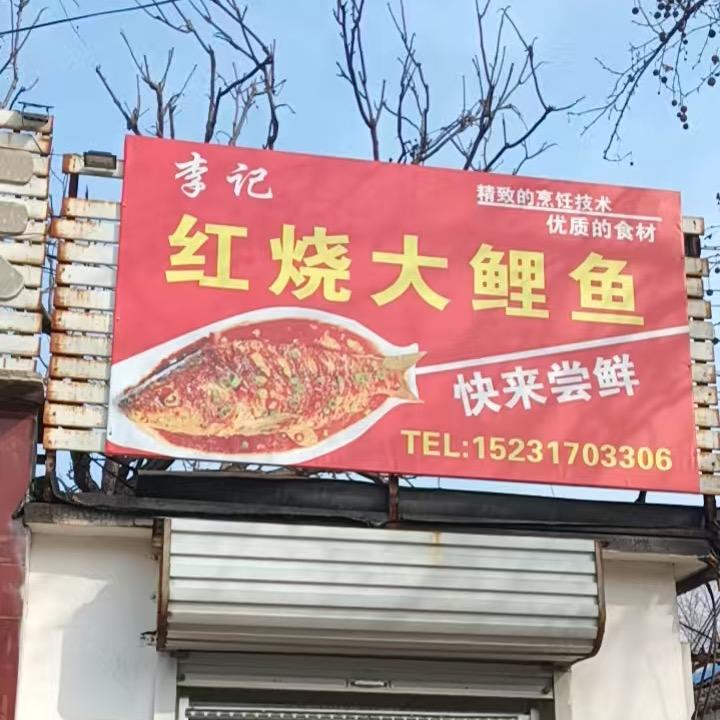 李记
精致的烹饪技术
优质的食材
红烧大鲤鱼
快来尝鲜
TEL:15231703306